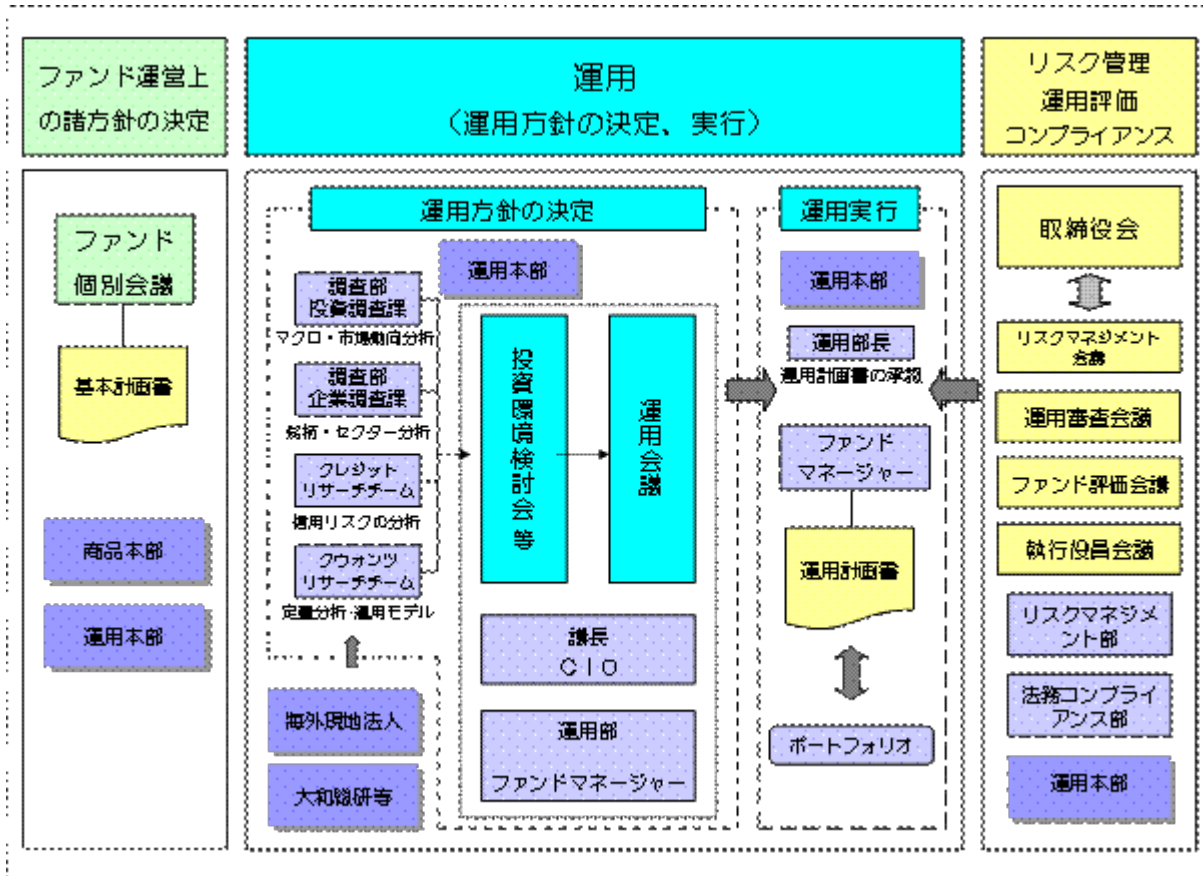 ファンド運営上
の諸方針の決定
運用
(運用方針の決定、実行)
リスク管理
運用評価
コンプライアンス
ファンド
個別会議
基本計画書
商品本部
運用本部
運用方針の決定
運用本部
調査部
投資調査課
マクロ・市場動向分析
調査部
企業調査課
銘柄・セクター分析
クレジット
リサーチチーム
信用リスクの分析
クウォンツ
リサーチチーム
定量分析・運用モデル
海外現地法人
大和総研等
投資環境検討会 等
運用会議
議長
CIO
運用部
ファンドマネージャー
運用実行
運用本部
運用部長
運用計画書の承認
ファンド
マネージャー
運用計画書
ポートフォリオ
取締役会
リスクマネジメント
会議
運用審査会議
ファンド評価会議
執行役員会議
リスクマネジメ
ント部
法務コンプライ
アンス部
運用本部